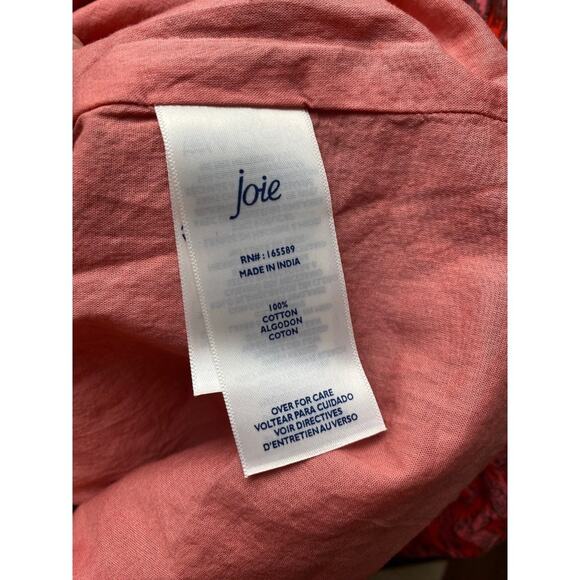 joie
RN# : 165589
MADE IN INDIA
100%
COTTON
ALGODON
COTON
OVER FOR CARE
VOLTEAR PARA CUIDADO
VOIR DIRECTIVES
D'ENTRETIEN AU VERSO